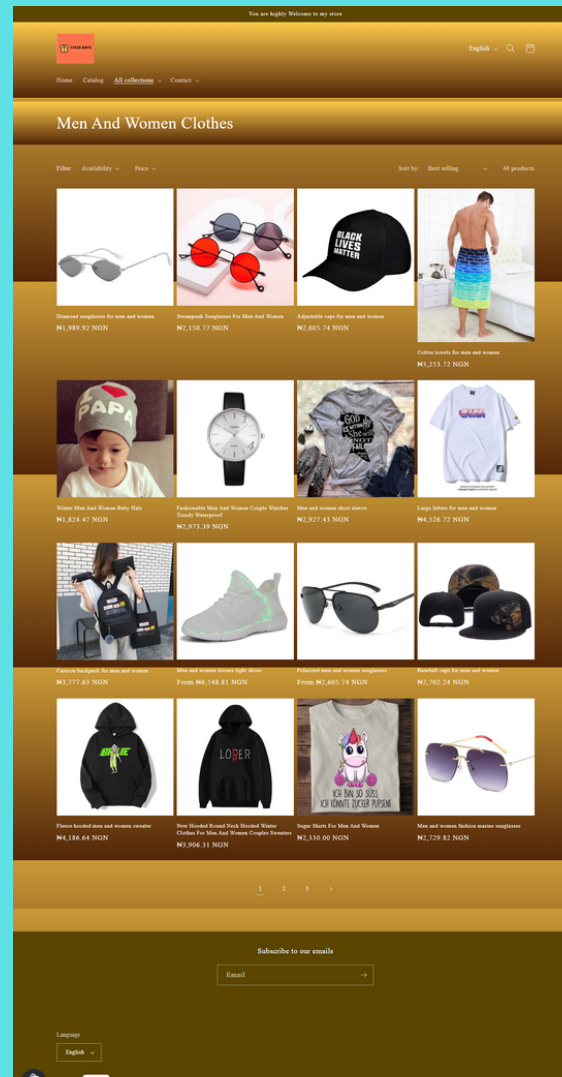 You are highly Welcome to my store
English
Home Catalog All collections Contact
Men And Women Clothes
Filter: Availability Price Sort by: Best selling 48 products
BLACK
LIVES
MATTER
Diamond sunglasses for men and women
₦1,989.92 NGN
Steampunk Sunglasses For Men And Women
₦2,150.77 NGN
Adjustable caps for men and women
₦2,605.74 NGN
Cotton towels for men and women
₦3,253.72 NGN
I
PAPA
GOD
IS WITHIN
She will
NOT
FAIL
Winter Men And Women Baby Hats
₦1,824.47 NGN
Fashionable Men And Women Couple Watches
Trendy Waterproof
₦2,973.39 NGN
Men and women short sleeve
₦2,927.43 NGN
Large letters for men and women
₦4,526.72 NGN
Cartoon backpack for men and women
₦3,777.63 NGN
Men and women leisure light shoes
From ₦6,548.81 NGN
Polarized men and women sunglasses
From ₦2,605.74 NGN
Baseball caps for men and women
₦2,702.24 NGN
LOSER
ICH BIN SO SÜSS,
ICH KÖNNTE ZUCKER PUPSEN!
Fleece hooded men and women sweater
₦4,186.64 NGN
New Hooded Round Neck Hooded Winter
Clothes For Men And Women Couples Sweaters
₦3,906.31 NGN
Sugar Shirts For Men And Women
₦2,330.00 NGN
Men and women fashion marine sunglasses
₦2,729.82 NGN
1 2 3
Subscribe to our emails
Email
Language
English